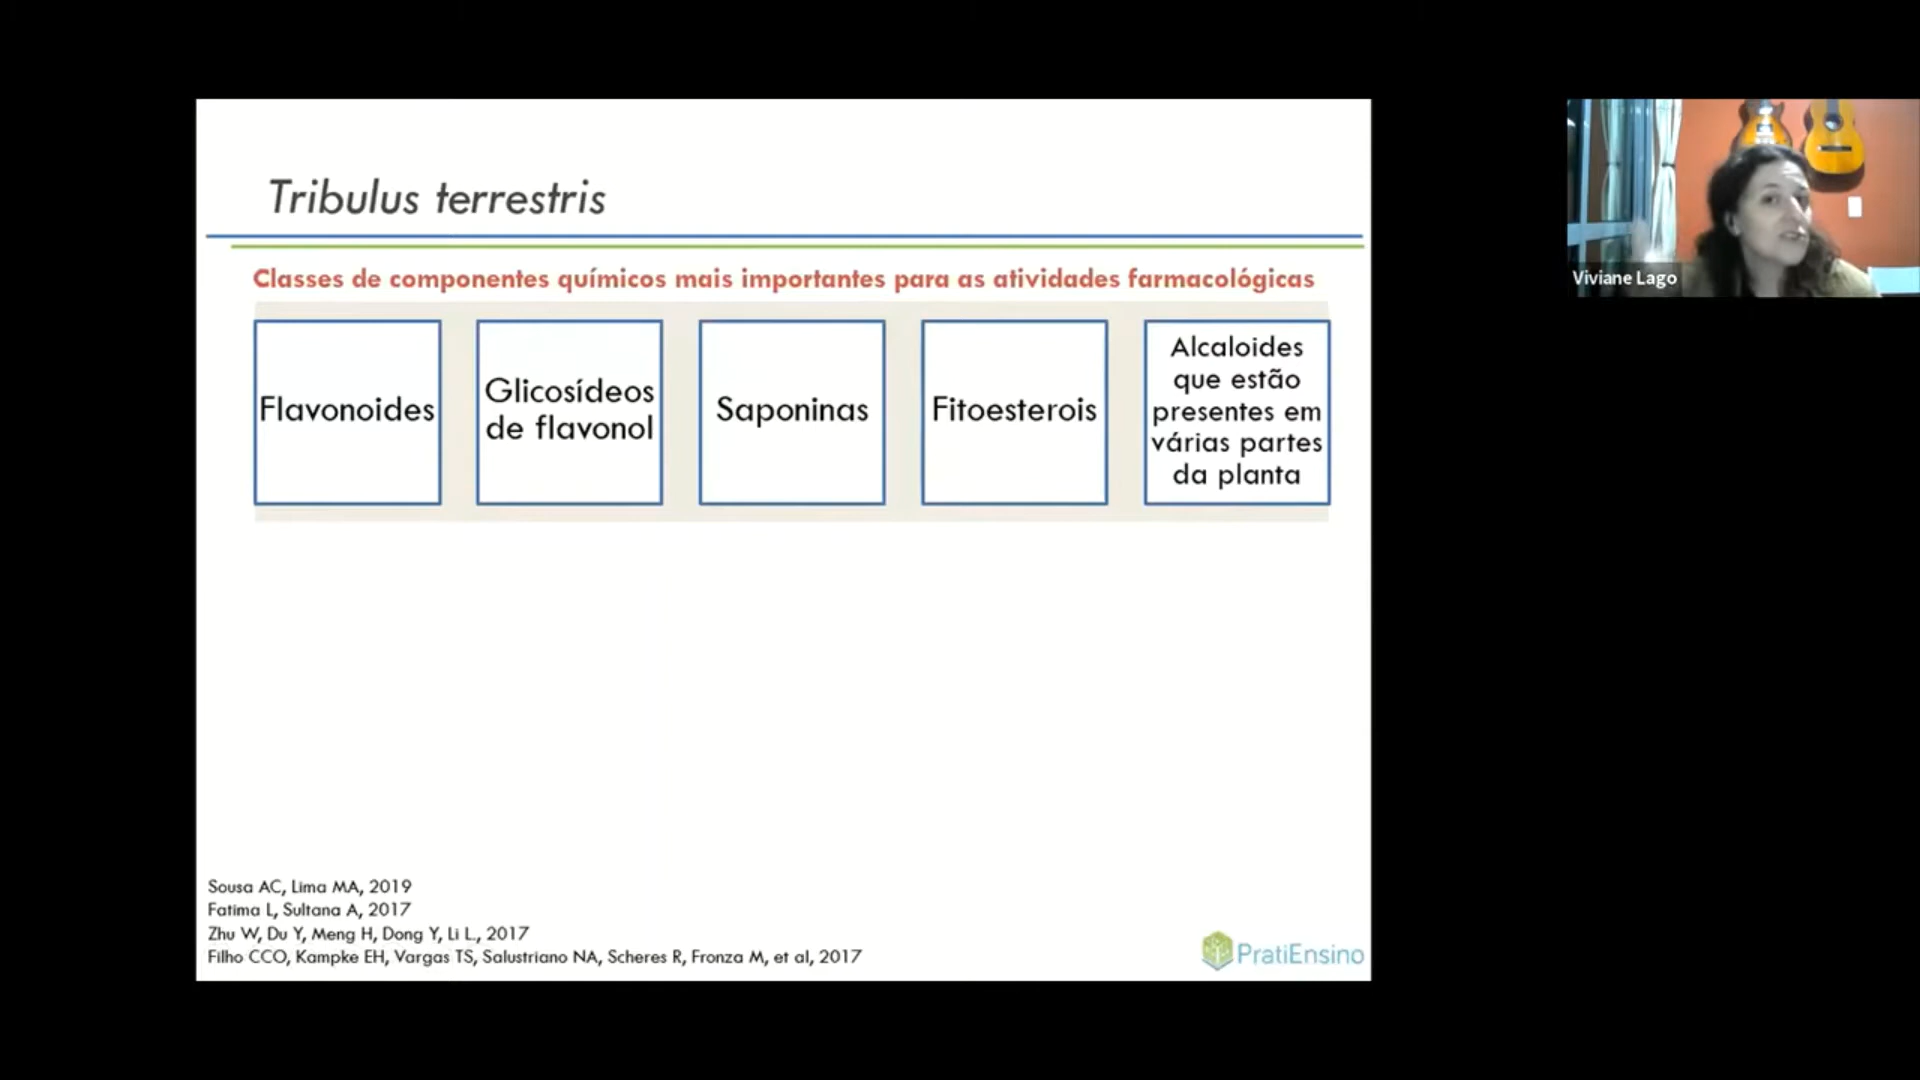 Tribulus terrestris
Classes de componentes químicos mais importantes para as atividades farmacológicas
Flavonoides
Glicosídeos
de flavonol
Saponinas
Fitoesterois
Alcaloides
que estão
presentes em
várias partes
da planta
Viviane Lago
Sousa AC, Lima MA, 2019
Fatima L, Sultana A, 2017
Zhu W, Du Y, Meng H, Dong Y, Li L., 2017
Filho CCO, Kampke EH, Vargas TS, Salustriano NA, Scheres R, Fronza M, et al, 2017
PratiEnsino